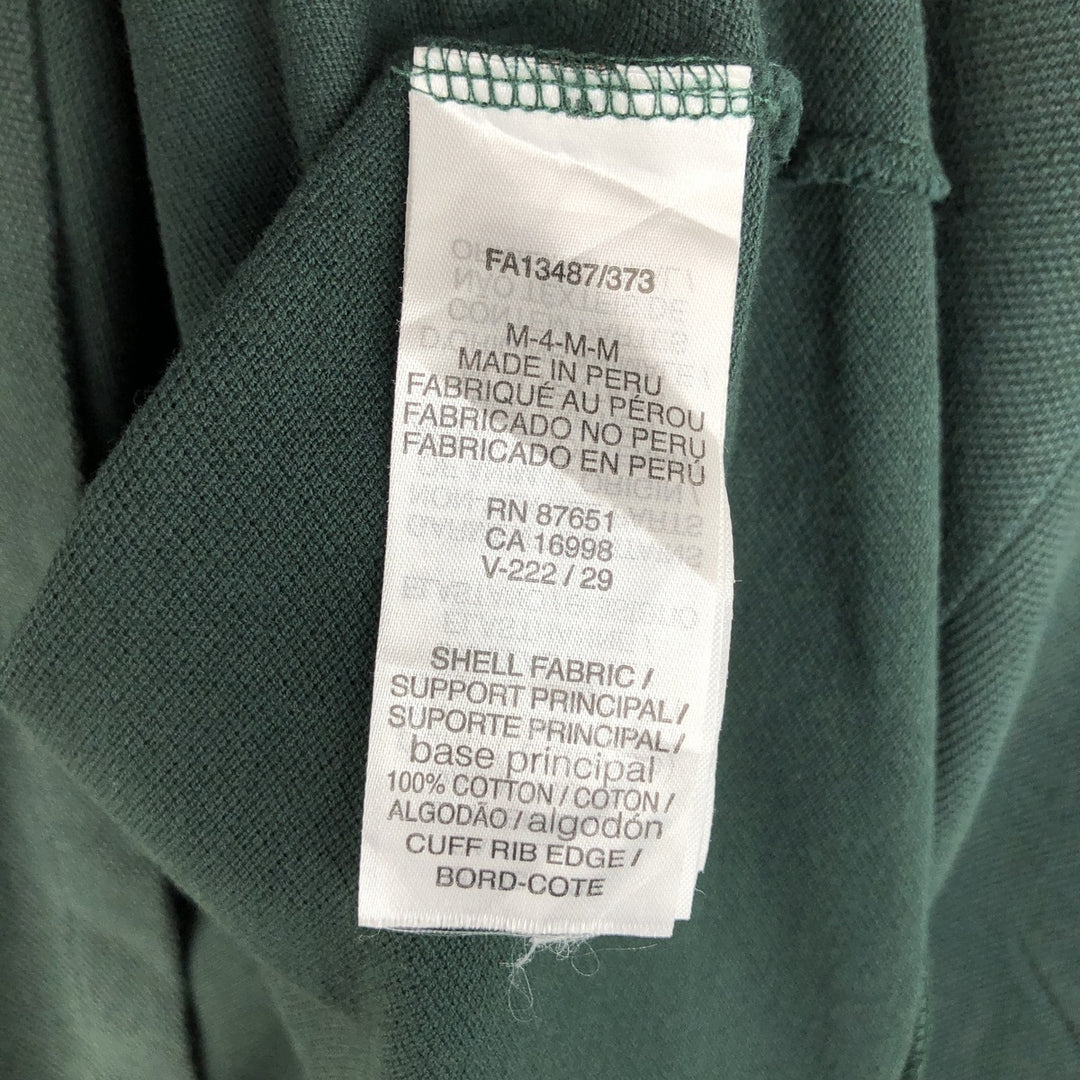 FA13487/373
M-4-M-M
MADE IN PERU
FABRIQUÉ AU PÉROU
FABRICADO NO PERU
FABRICADO EN PERÚ
RN 87651
CA 16998
V-222 / 29
SHELL FABRIC /
SUPPORT PRINCIPAL /
SUPORTE PRINCIPAL /
base principal
100% COTTON / COTON /
ALGODÃO / algodón
CUFF RIB EDGE /
BORD-COTE